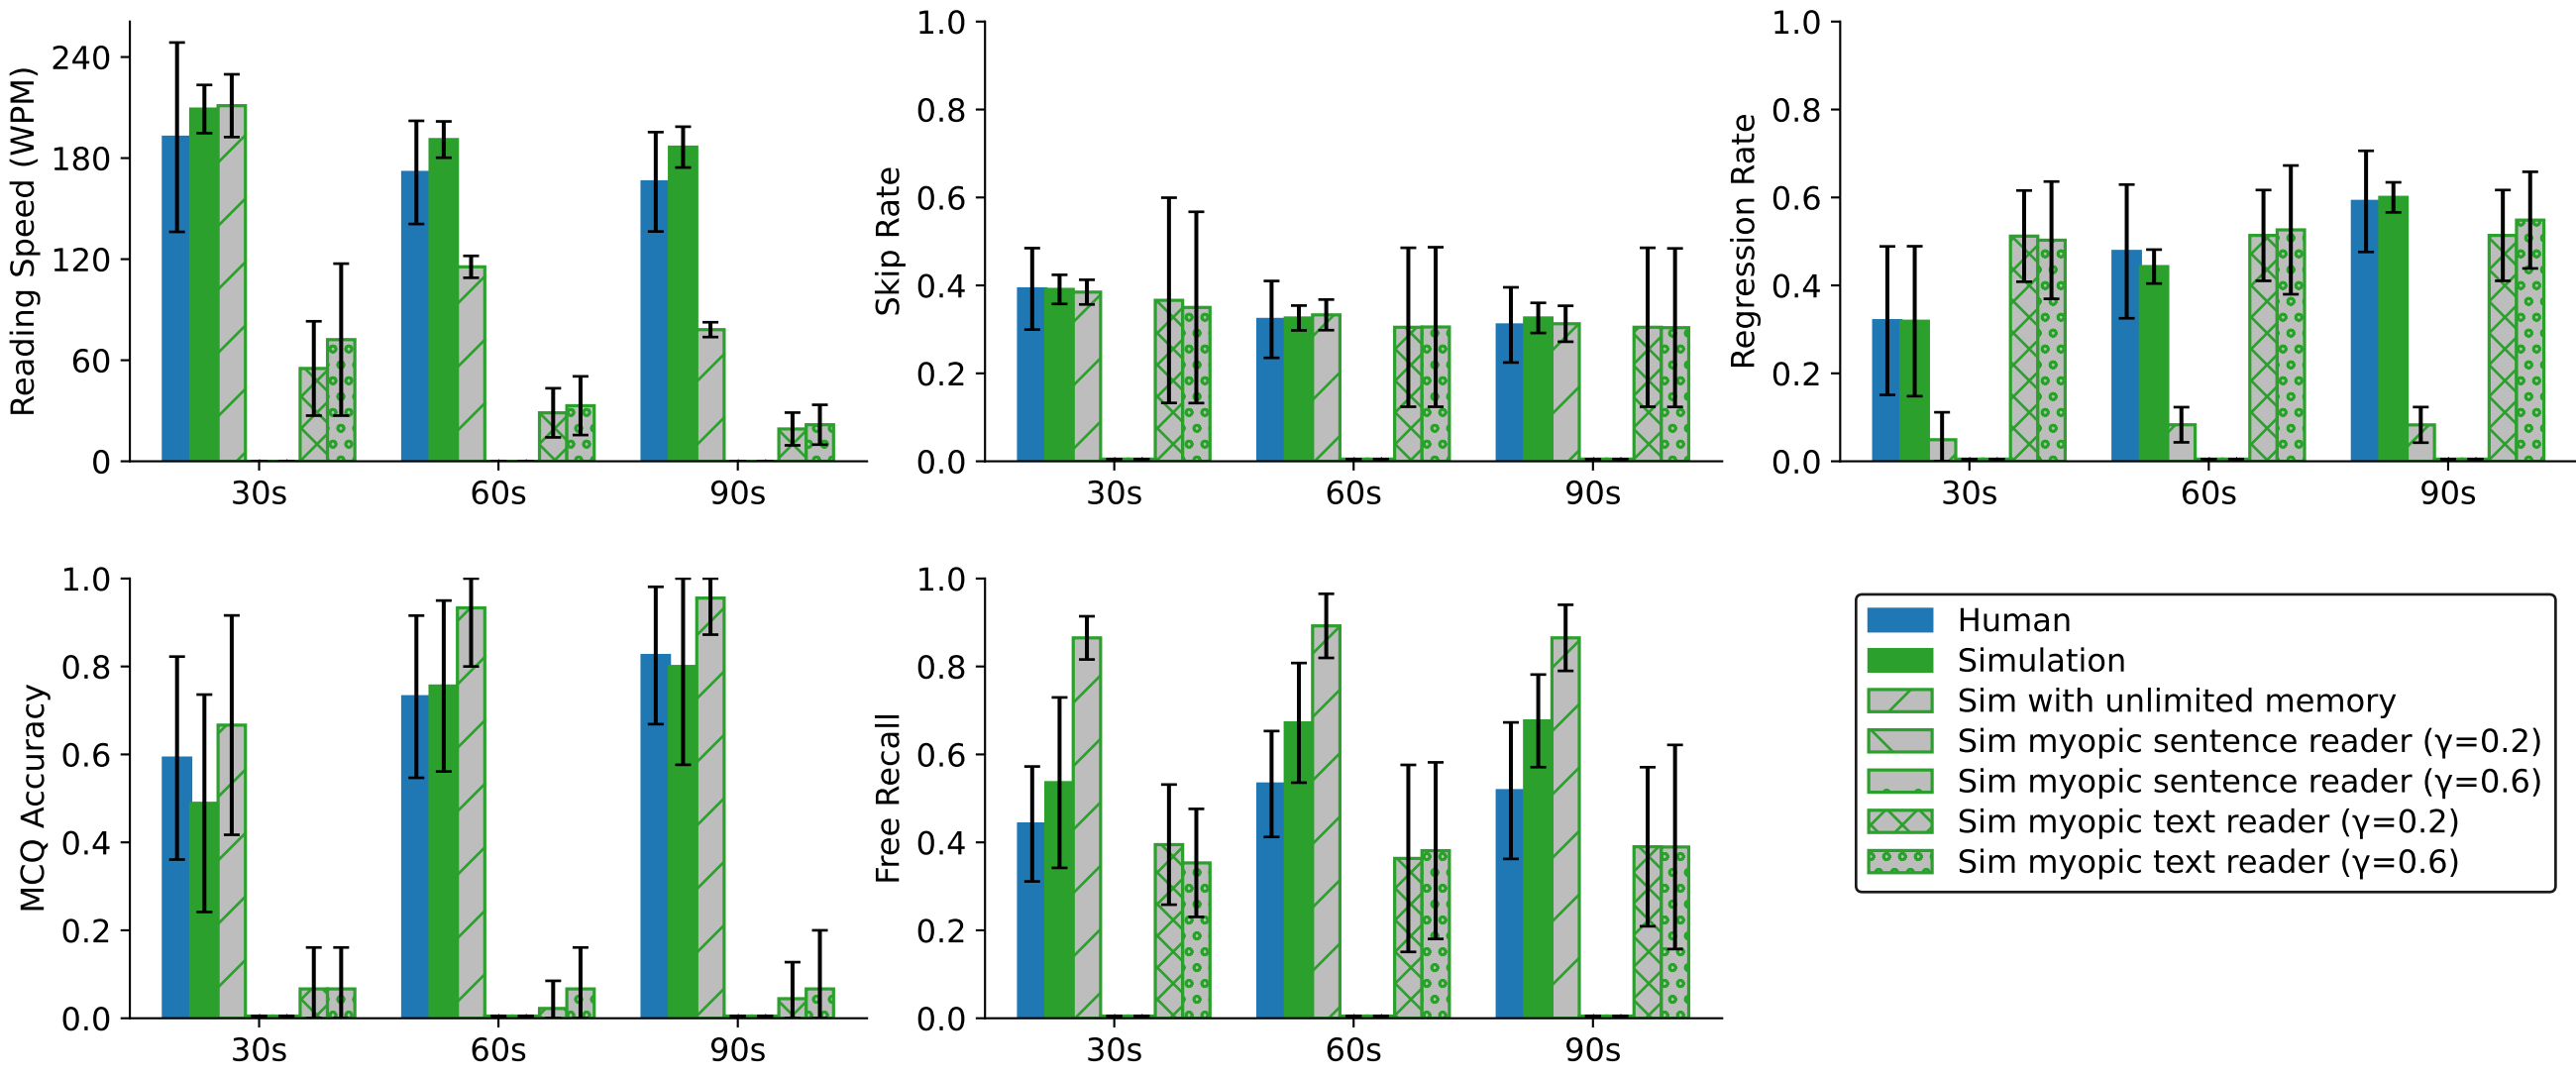 Reading Speed (WPM)
240
180
120
60
0
30s
60s
90s
Skip Rate
1.0
0.8
0.6
0.4
0.2
0.0
30s
60s
90s
Regression Rate
1.0
0.8
0.6
0.4
0.2
0.0
30s
60s
90s
MCQ Accuracy
1.0
0.8
0.6
0.4
0.2
0.0
30s
60s
90s
Free Recall
1.0
0.8
0.6
0.4
0.2
0.0
30s
60s
90s
Human
Simulation
Sim with unlimited memory
Sim myopic sentence reader (γ=0.2)
Sim myopic sentence reader (γ=0.6)
Sim myopic text reader (γ=0.2)
Sim myopic text reader (γ=0.6)